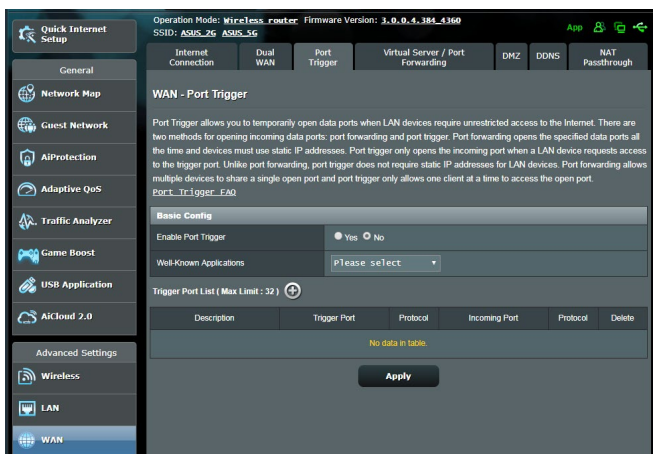 Quick Internet
Setup
Operation Mode: Wireless router Firmware Version: 3.0.0.4.384_4360
SSID: ASUS_2G ASUS_5G
App
Internet
Connection
Dual
WAN
Port
Trigger
Virtual Server / Port
Forwarding
DMZ
DDNS
NAT
Passthrough
General
Network Map
Guest Network
AiProtection
Adaptive QoS
Traffic Analyzer
Game Boost
USB Application
AiCloud 2.0
Advanced Settings
Wireless
LAN
WAN
WAN - Port Trigger
Port Trigger allows you to temporarily open data ports when LAN devices require unrestricted access to the Internet. There are
two methods for opening incoming data ports: port forwarding and port trigger. Port forwarding opens the specified data ports all
the time and devices must use static IP addresses. Port trigger only opens the incoming port when a LAN device requests access
to the trigger port. Unlike port forwarding, port trigger does not require static IP addresses for LAN devices. Port forwarding allows
multiple devices to share a single open port and port trigger only allows one client at a time to access the open port.
Port Trigger FAQ
Basic Config
Enable Port Trigger Yes No
Well-Known Applications Please select
Trigger Port List ( Max Limit : 32 )
Description Trigger Port Protocol Incoming Port Protocol Delete
No data in table.
Apply